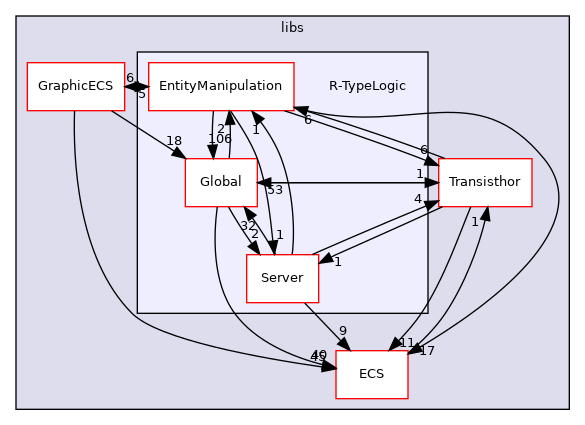 libs
R-TypeLogic
GraphicECS
EntityManipulation
6
5
2
106
1
6
18
Global
53
1
6
Transisthor
32
2
1
4
1
1
Server
9
11
17
40
45
ECS